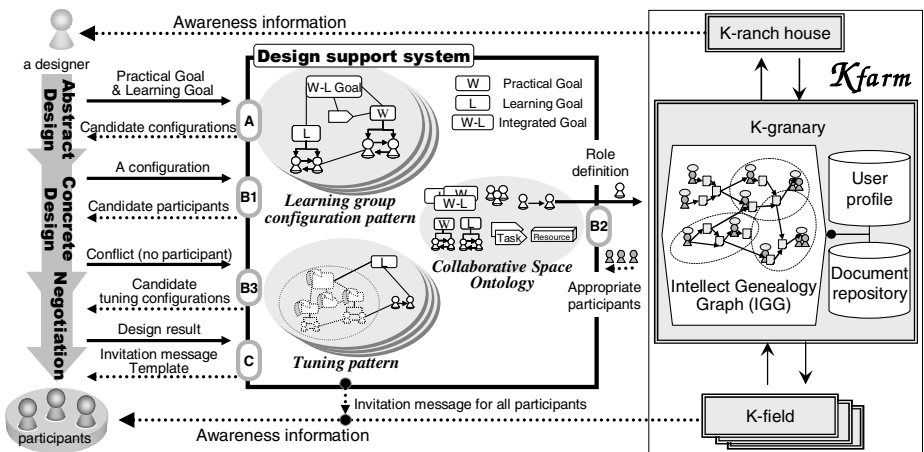 Awareness information
a designer
Abstract
Design
Concrete
Design
Negotiation
Practical Goal
& Learning Goal
Candidate configurations
A configuration
Candidate participants
Conflict (no participant)
Candidate
tuning configurations
Design result
Invitation message
Template
participants
Awareness information
Design support system
A
B1
B3
C
B2
W-L Goal
W
L
W Practical Goal
L Learning Goal
W-L Integrated Goal
Learning group
configuration pattern
W
L
W-L
W
L
Task
Resource
Collaborative Space
Ontology
L
Tuning pattern
Invitation message for all participants
Role
definition
Appropriate
participants
K-ranch house
Kfarm
K-granary
User
profile
Document
repository
Intellect Genealogy
Graph (IGG)
K-field